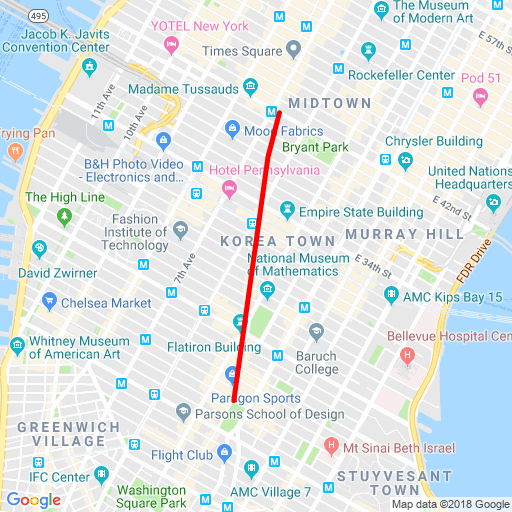 495
YOTEL New York
The Museum
of Modern Art
Jacob K. Javits
Convention Center
Times Square
E 57th St
Rockefeller Center
Madame Tussauds
11th Ave
10th Ave
MIDTOWN
Pod 51
Mood Fabrics
Trying Pan
Bryant Park
Chrysler Building
B&H Photo Video -
Electronics and...
Hotel Pennsylvania
United Nations
Headquarters
The High Line
E 42nd St
Empire State Building
Fashion
Institute of
Technology
KOREA TOWN
MURRAY HILL
7th Ave
National Museum
of Mathematics
E 34th St
FDR Drive
David Zwirner
Chelsea Market
AMC Kips Bay 15
Whitney Museum
of American Art
Flatiron Building
Bellevue Hospital Cen
Baruch
College
Paragon Sports
Parsons School of Design
GREENWICH
VILLAGE
Flight Club
Mt Sinai Beth Israel
IFC Center
STUYVESANT
TOWN
AMC Village 7
Washington
Square Park
Google
Map data ©2018 Google